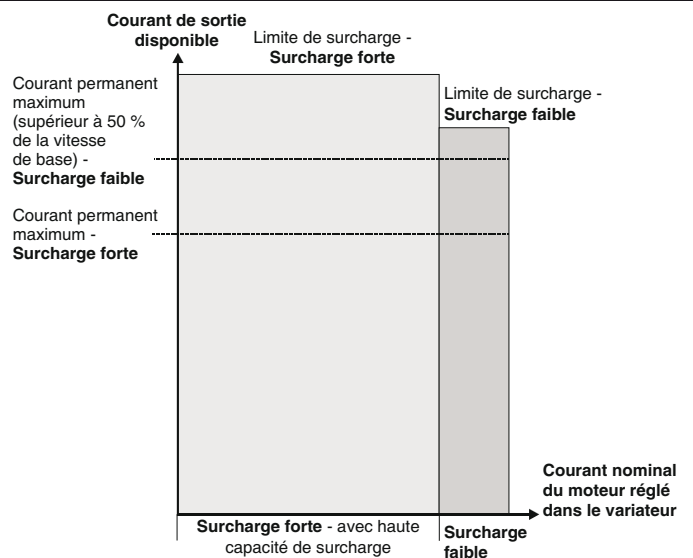 Courant de sortie
disponible
Limite de surcharge -
Surcharge forte
Courant permanent
maximum
(supérieur à 50 %
de la vitesse
de base) -
Surcharge faible
Limite de surcharge -
Surcharge faible
Courant permanent
maximum -
Surcharge forte
Courant nominal
du moteur réglé
dans le variateur
Surcharge forte - avec haute
capacité de surcharge
Surcharge
faible